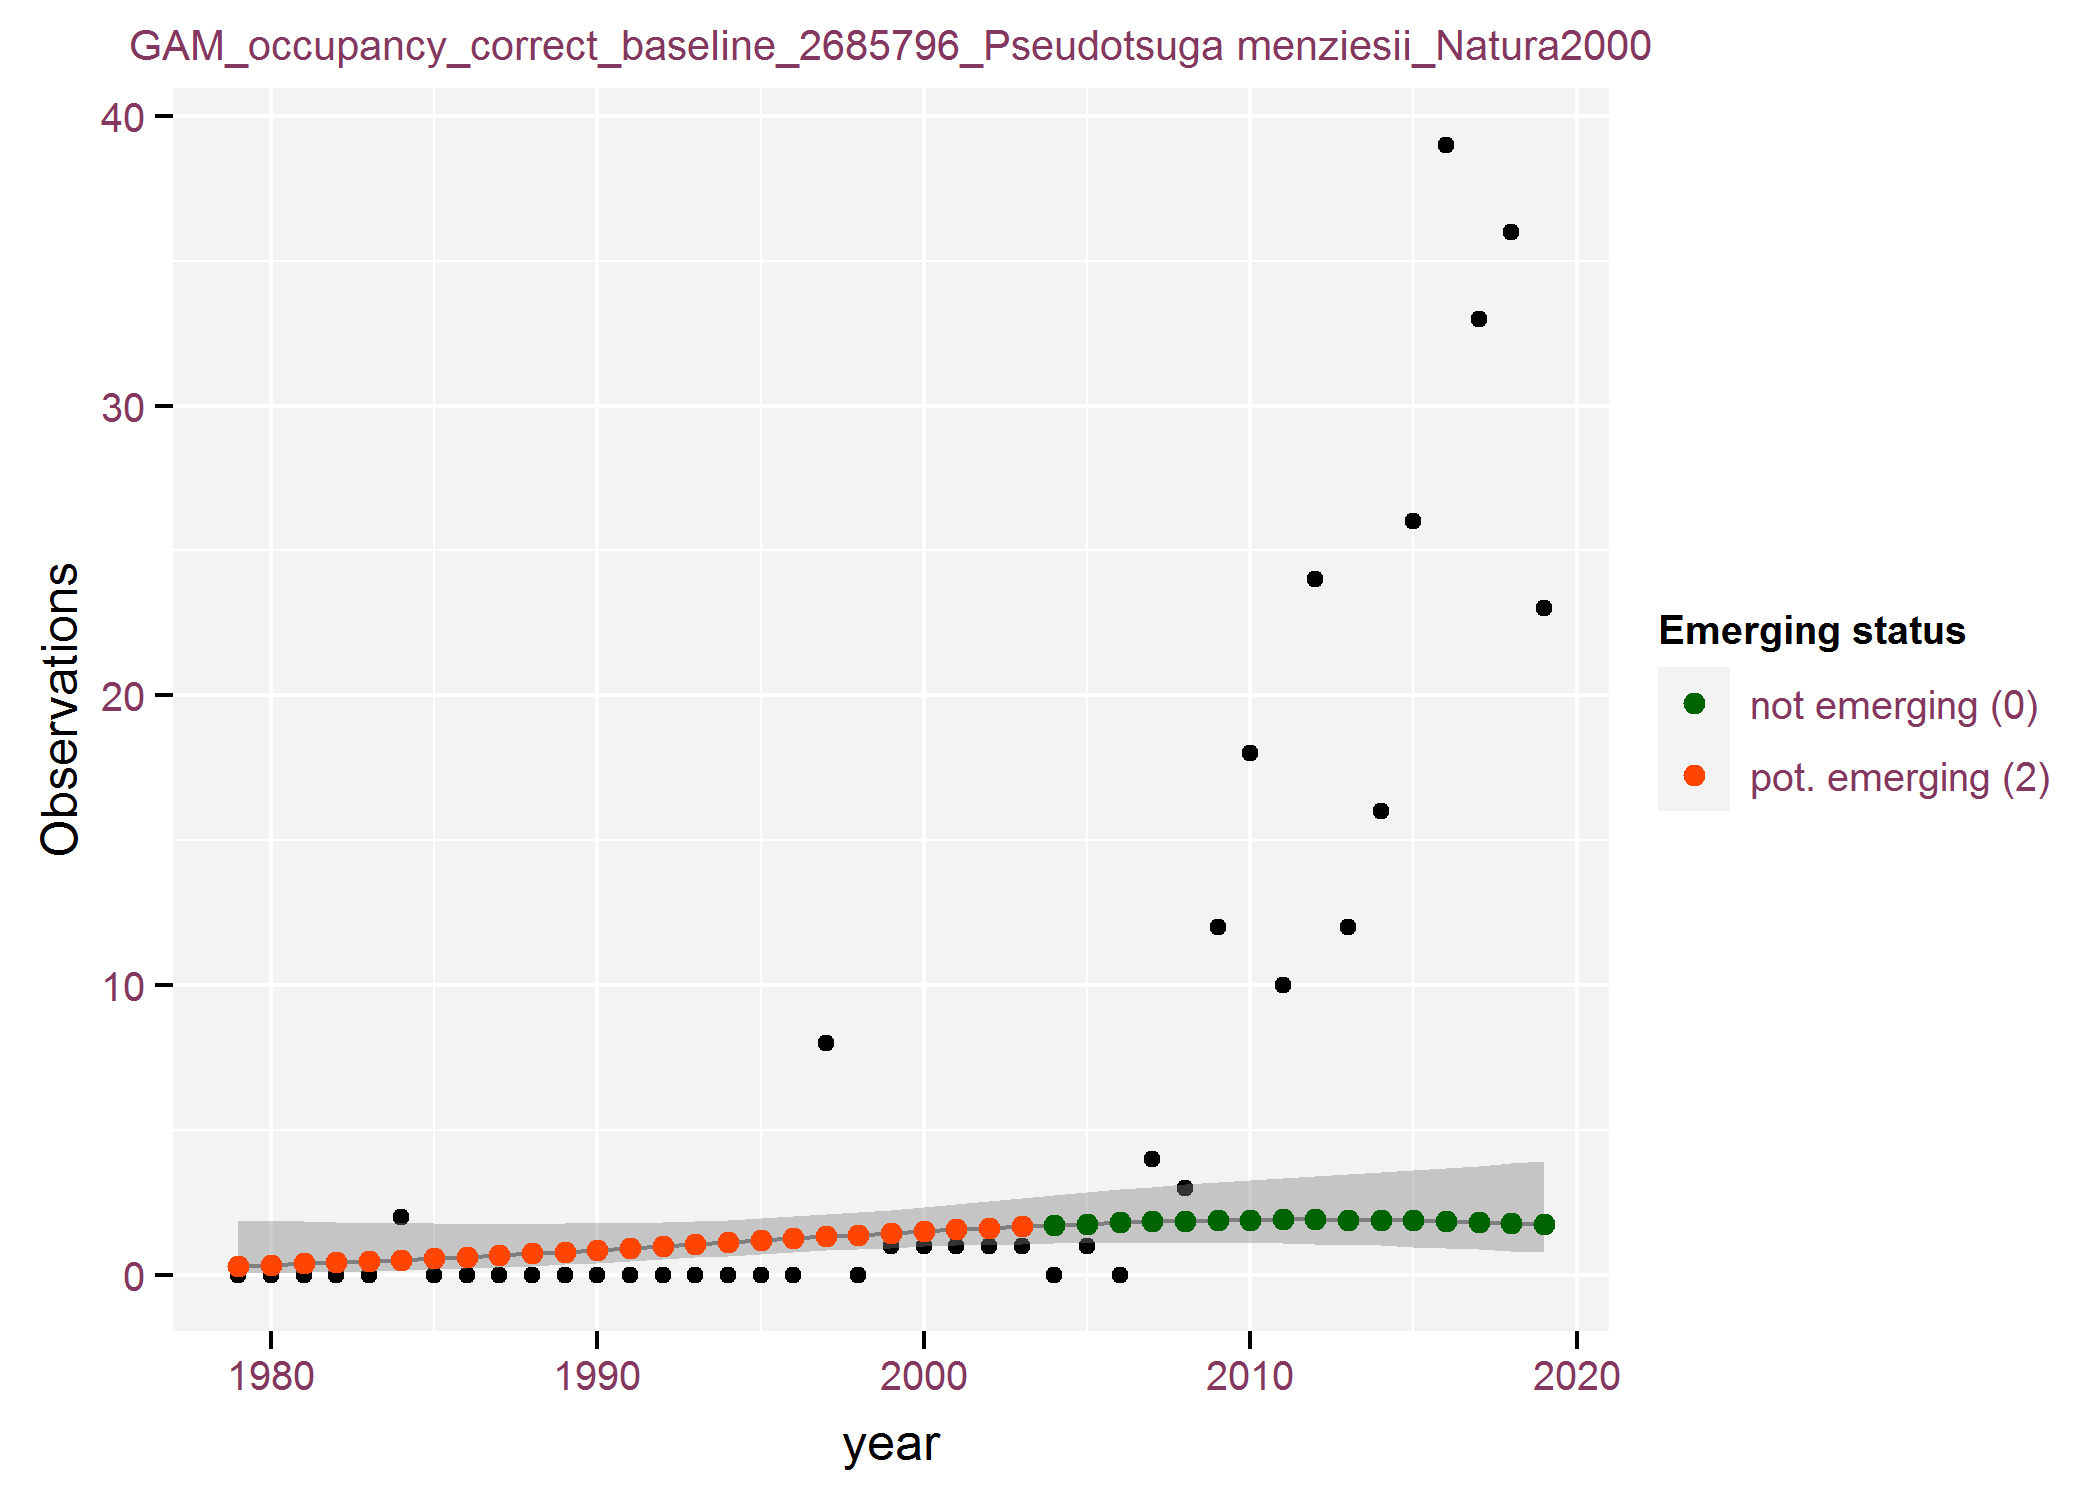 GAM_occupancy_correct_baseline_2685796_Pseudotsuga menziesii_Natura2000
40
30
20
10
0
Observations
1980 1990 2000 2010 2020
year
Emerging status
not emerging (0)
pot. emerging (2)